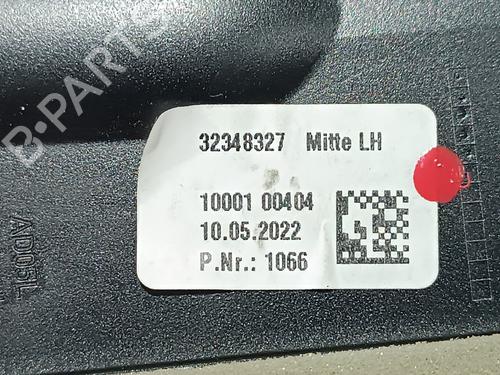 B-PARTS
32348327 Mitte LH
10001 00404
10.05.2022
P.Nr.: 1066
AD05L